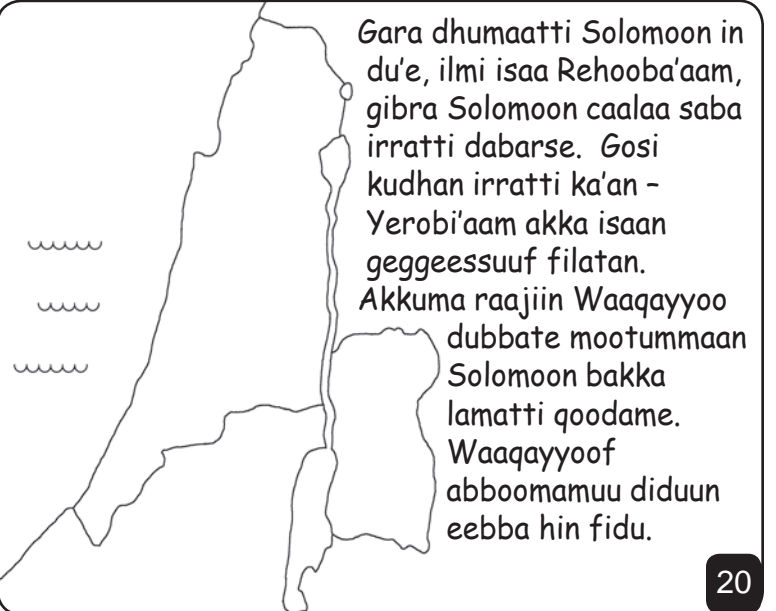 Gara dhumaatti Solomoon in
du'e, ilmi isaa Rehooba'aam,
gibra Solomoon caalaa saba
irratti dabarse.  Gosi
kudhan irratti ka'an –
Yerobi'aam akka isaan
geggeessuuf filatan.
Akkuma raajiin Waaqayyoo
dubbate mootummaan
Solomoon bakka
lamatti qoodame.
Waaqayyoof
abboomamuu diduun
eebba hin fidu.
20